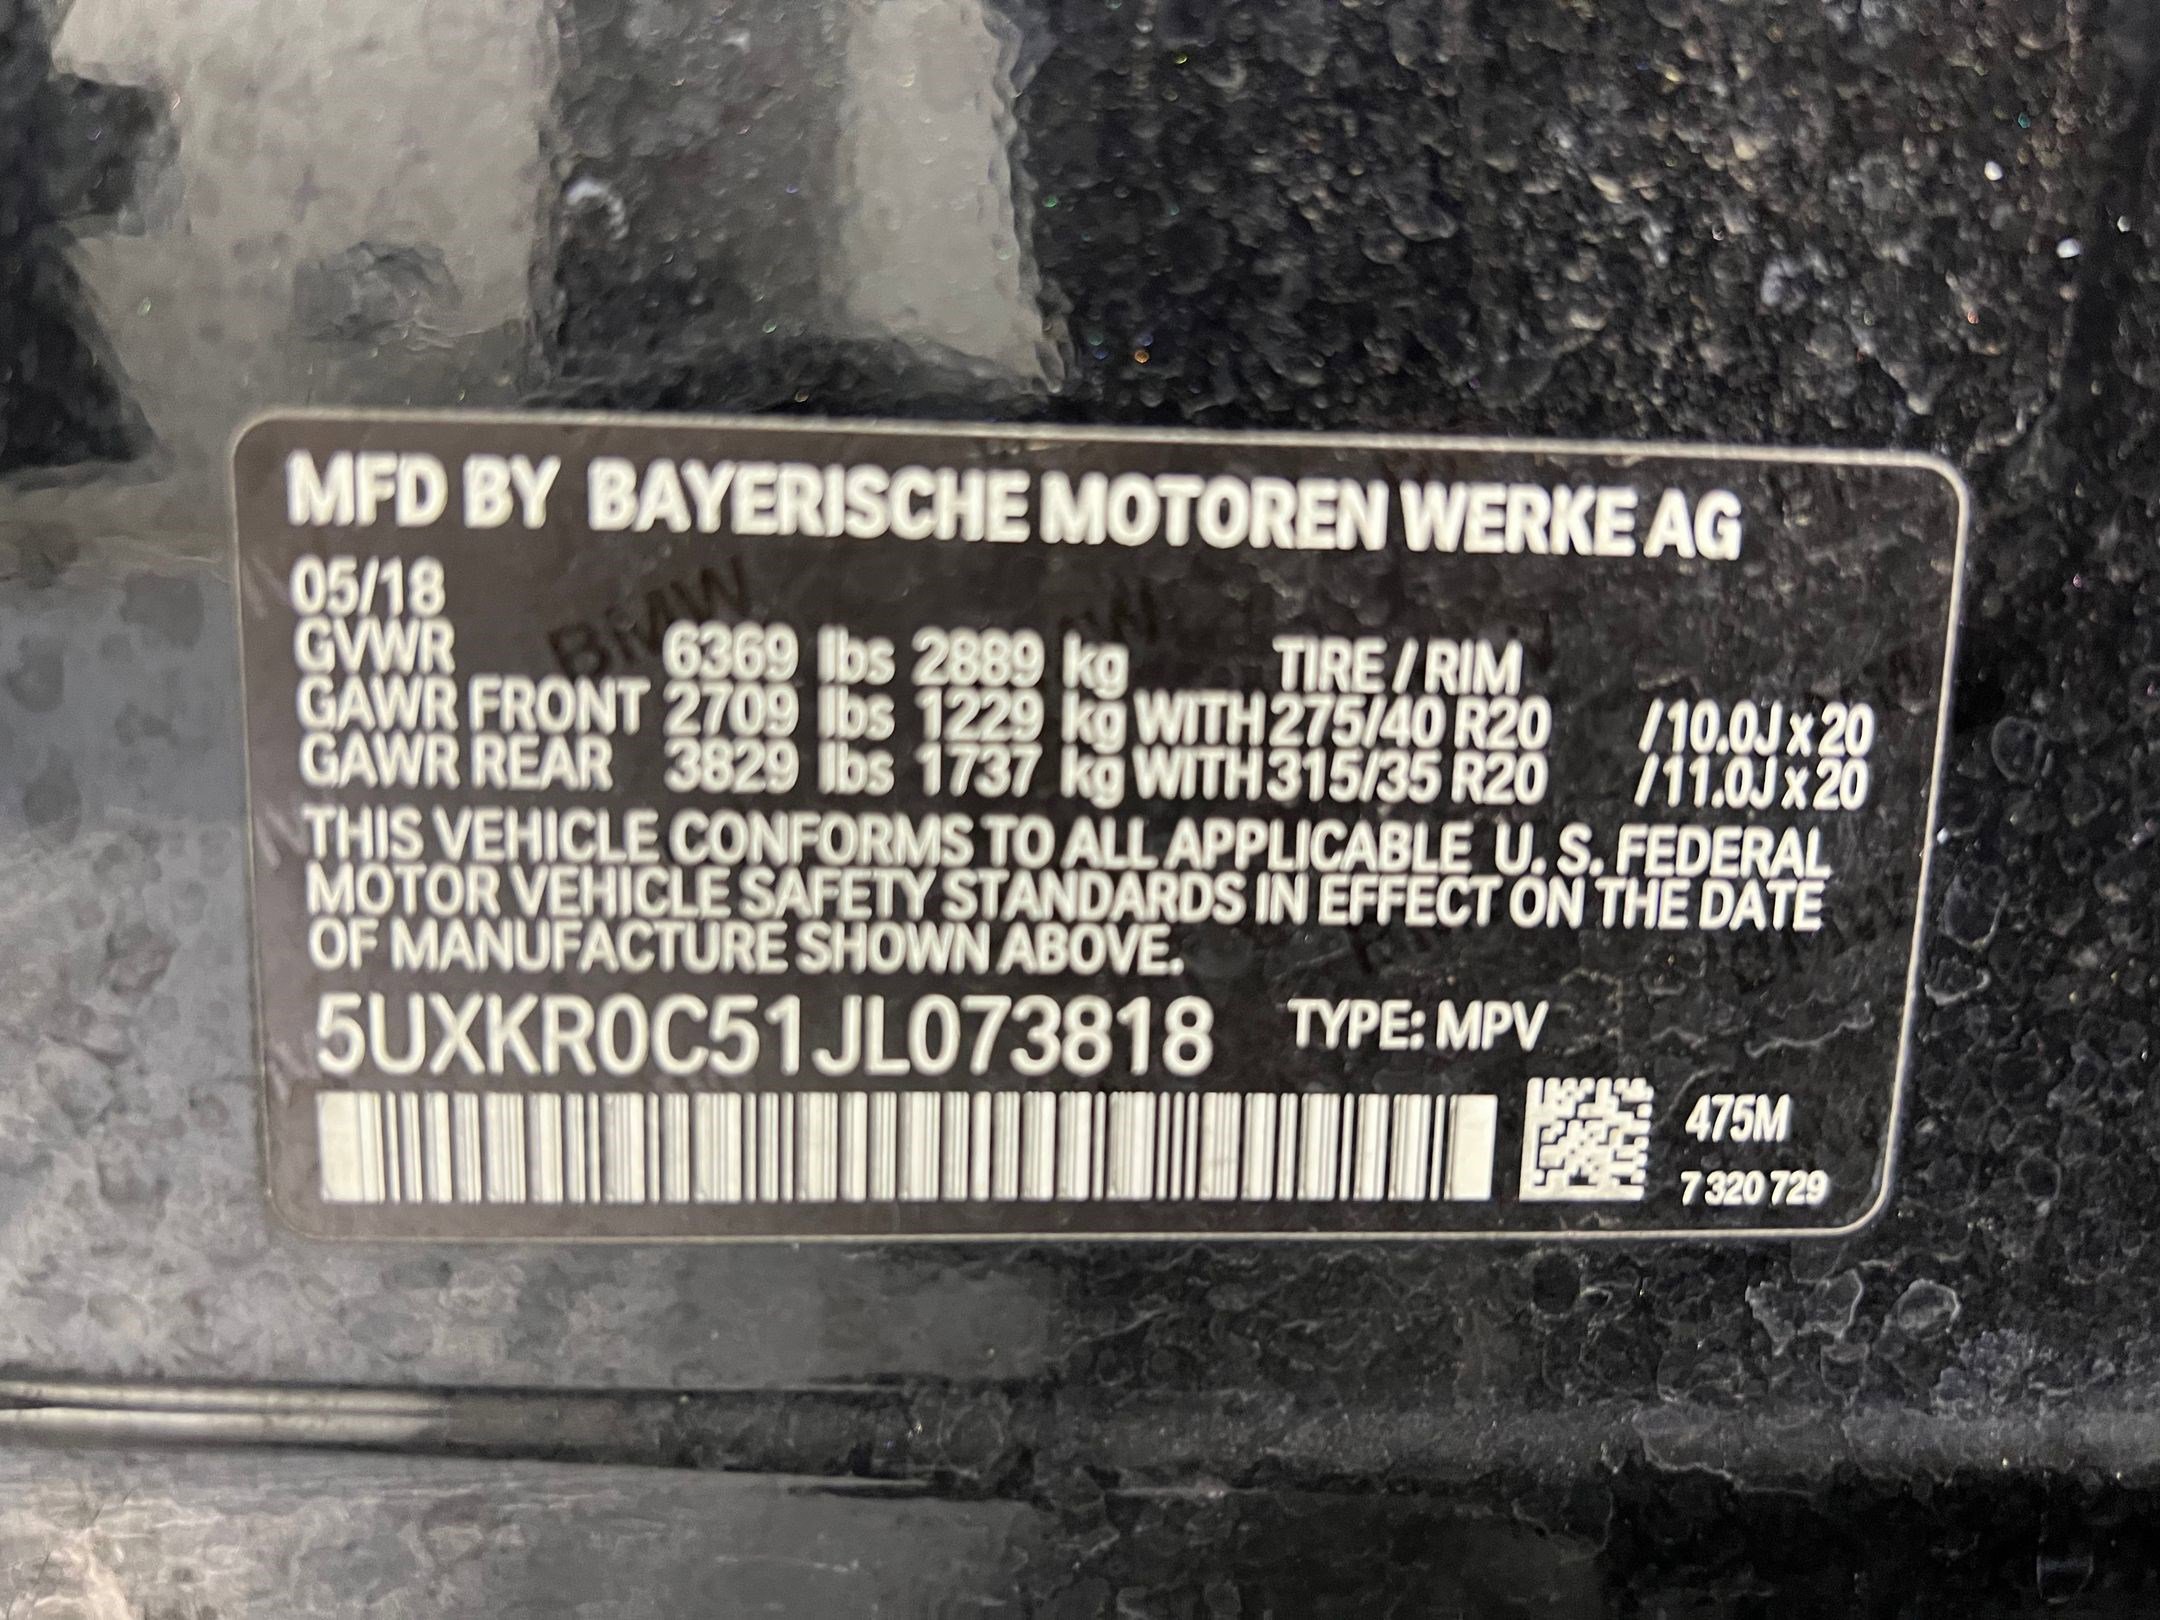 MFD BY BAYERISCHE MOTOREN WERKE AG
05/18
GVWR 6369 lbs 2889 kg TIRE / RIM
GAWR FRONT 2709 lbs 1229 kg WITH 275/40 R20 / 10.0J x 20
GAWR REAR 3829 lbs 1737 kg WITH 315/35 R20 / 11.0J x 20
THIS VEHICLE CONFORMS TO ALL APPLICABLE U. S. FEDERAL
MOTOR VEHICLE SAFETY STANDARDS IN EFFECT ON THE DATE
OF MANUFACTURE SHOWN ABOVE.
5UXKR0C51JL073818 TYPE: MPV
475M
7 320 729
BMW